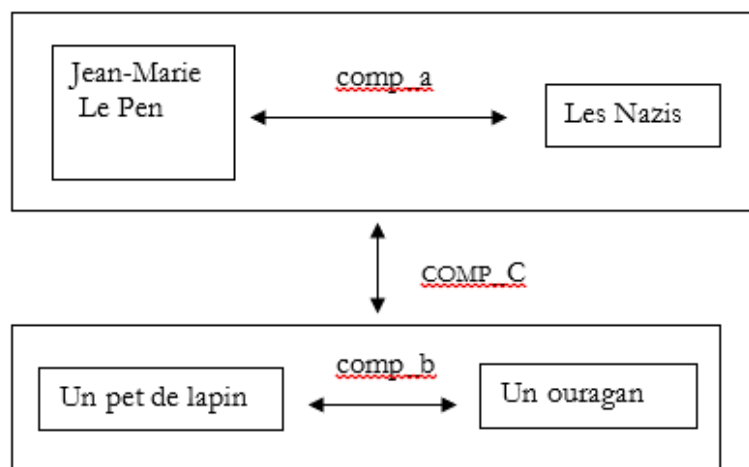 Jean-Marie
Le Pen
comp_a
Les Nazis
COMP_C
Un pet de lapin
comp_b
Un ouragan